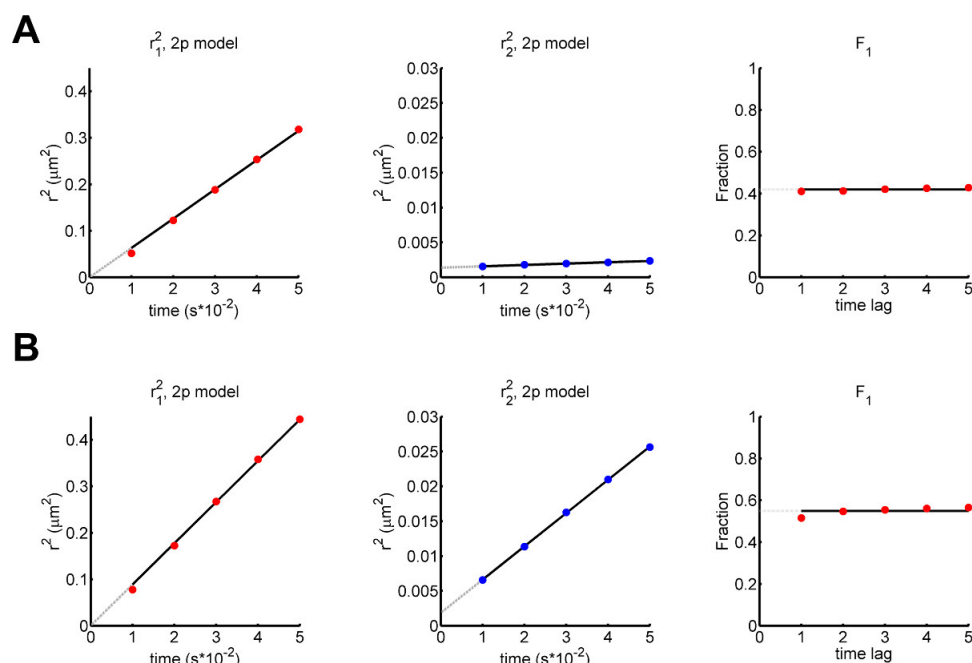 A
r₁², 2p model
r₂², 2p model
F₁
r² (μm²)
0.4
0.3
0.2
0.1
0
0 1 2 3 4 5
time (s*10⁻²)
r² (μm²)
0.03
0.025
0.02
0.015
0.01
0.005
0
0 1 2 3 4 5
time (s*10⁻²)
Fraction
1
0.8
0.6
0.4
0.2
0
0 1 2 3 4 5
time lag
B
r₁², 2p model
r₂², 2p model
F₁
r² (μm²)
0.4
0.3
0.2
0.1
0
0 1 2 3 4 5
time (s*10⁻²)
r² (μm²)
0.03
0.025
0.02
0.015
0.01
0.005
0
0 1 2 3 4 5
time (s*10⁻²)
Fraction
1
0.8
0.6
0.4
0.2
0
0 1 2 3 4 5
time lag